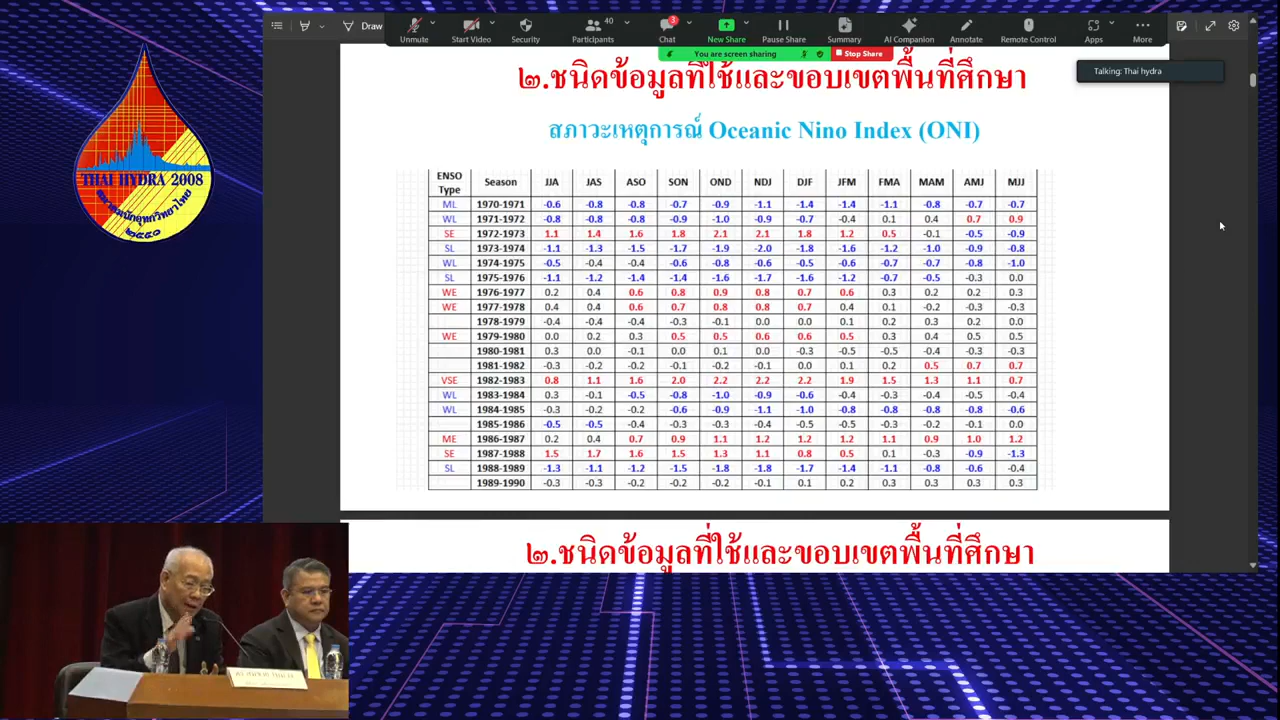 Draw
Unmute
Start Video
Security
40
Participants
3
Chat
New Share
Pause Share
Summary
AI Companion
Annotate
Remote Control
Apps
More
You are screen sharing
Stop Share
Talking: Thai hydra
๒.ชนิดข้อมูลที่ใช้และขอบเขตพื้นที่ศึกษา
สภาวะเหตุการณ์ Oceanic Nino Index (ONI)
ENSO Type Season JJA JAS ASO SON OND NDJ DJF JFM FMA MAM AMJ MJJ
ML 1970-1971 -0.6 -0.8 -0.8 -0.7 -0.9 -1.1 -1.4 -1.4 -1.1 -0.8 -0.7 -0.7
WL 1971-1972 -0.8 -0.8 -0.8 -0.9 -1.0 -0.9 -0.7 -0.4 0.1 0.4 0.7 0.9
SE 1972-1973 1.1 1.4 1.6 1.8 2.1 2.1 1.8 1.2 0.5 -0.1 -0.5 -0.9
SL 1973-1974 -1.1 -1.3 -1.5 -1.7 -1.9 -2.0 -1.8 -1.6 -1.2 -1.0 -0.9 -0.8
WL 1974-1975 -0.5 -0.4 -0.4 -0.6 -0.8 -0.6 -0.5 -0.6 -0.7 -0.7 -0.8 -1.0
SL 1975-1976 -1.1 -1.2 -1.4 -1.4 -1.6 -1.7 -1.6 -1.2 -0.7 -0.5 -0.3 0.0
WE 1976-1977 0.2 0.4 0.6 0.8 0.9 0.8 0.7 0.6 0.3 0.2 0.2 0.3
WE 1977-1978 0.4 0.4 0.6 0.7 0.8 0.8 0.7 0.4 0.1 -0.2 -0.3 -0.3
1978-1979 -0.4 -0.4 -0.4 -0.3 -0.1 0.0 0.0 0.1 0.2 0.3 0.2 0.0
WE 1979-1980 0.0 0.2 0.3 0.5 0.5 0.6 0.6 0.5 0.3 0.4 0.5 0.5
1980-1981 0.3 0.0 -0.1 0.0 0.1 0.0 -0.3 -0.5 -0.5 -0.4 -0.3 -0.3
1981-1982 -0.3 -0.2 -0.2 -0.1 -0.2 -0.1 0.0 0.1 0.2 0.5 0.7 0.7
VSE 1982-1983 0.8 1.1 1.6 2.0 2.2 2.2 2.2 1.9 1.5 1.3 1.1 0.7
WL 1983-1984 0.3 -0.1 -0.5 -0.8 -1.0 -0.9 -0.6 -0.4 -0.3 -0.4 -0.5 -0.4
WL 1984-1985 -0.3 -0.2 -0.2 -0.6 -0.9 -1.1 -1.0 -0.8 -0.8 -0.8 -0.8 -0.6
1985-1986 -0.5 -0.5 -0.4 -0.3 -0.3 -0.4 -0.5 -0.5 -0.3 -0.2 -0.1 0.0
ME 1986-1987 0.2 0.4 0.7 0.9 1.1 1.2 1.2 1.2 1.1 0.9 1.0 1.2
SE 1987-1988 1.5 1.7 1.6 1.5 1.3 1.1 0.8 0.5 0.1 -0.3 -0.9 -1.3
SL 1988-1989 -1.3 -1.1 -1.2 -1.5 -1.8 -1.8 -1.7 -1.4 -1.1 -0.8 -0.6 -0.4
1989-1990 -0.3 -0.3 -0.2 -0.2 -0.2 -0.1 0.1 0.2 0.3 0.3 0.3 0.3
๒.ชนิดข้อมูลที่ใช้และขอบเขตพื้นที่ศึกษา
THAI HYDRA 2008
สมาคมนักอุทกวิทยาไทย
๒๕๕๑